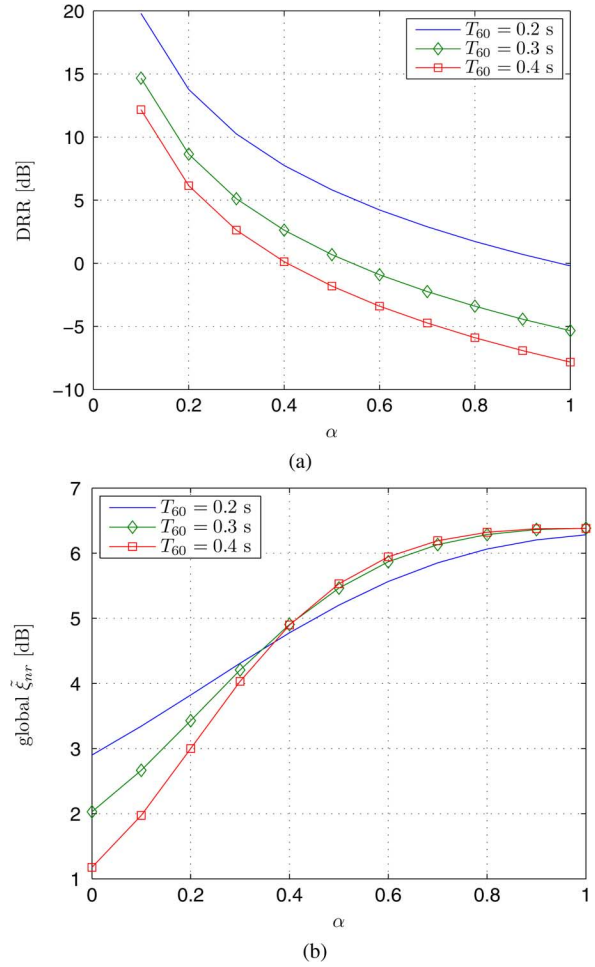 20
15
10
5
0
−5
−10
DRR [dB]
T₆₀ = 0.2 s
T₆₀ = 0.3 s
T₆₀ = 0.4 s
0 0.2 0.4 0.6 0.8 1
α
(a)
7
6
5
4
3
2
1
global ξ̃ₙᵣ [dB]
T₆₀ = 0.2 s
T₆₀ = 0.3 s
T₆₀ = 0.4 s
0 0.2 0.4 0.6 0.8 1
α
(b)